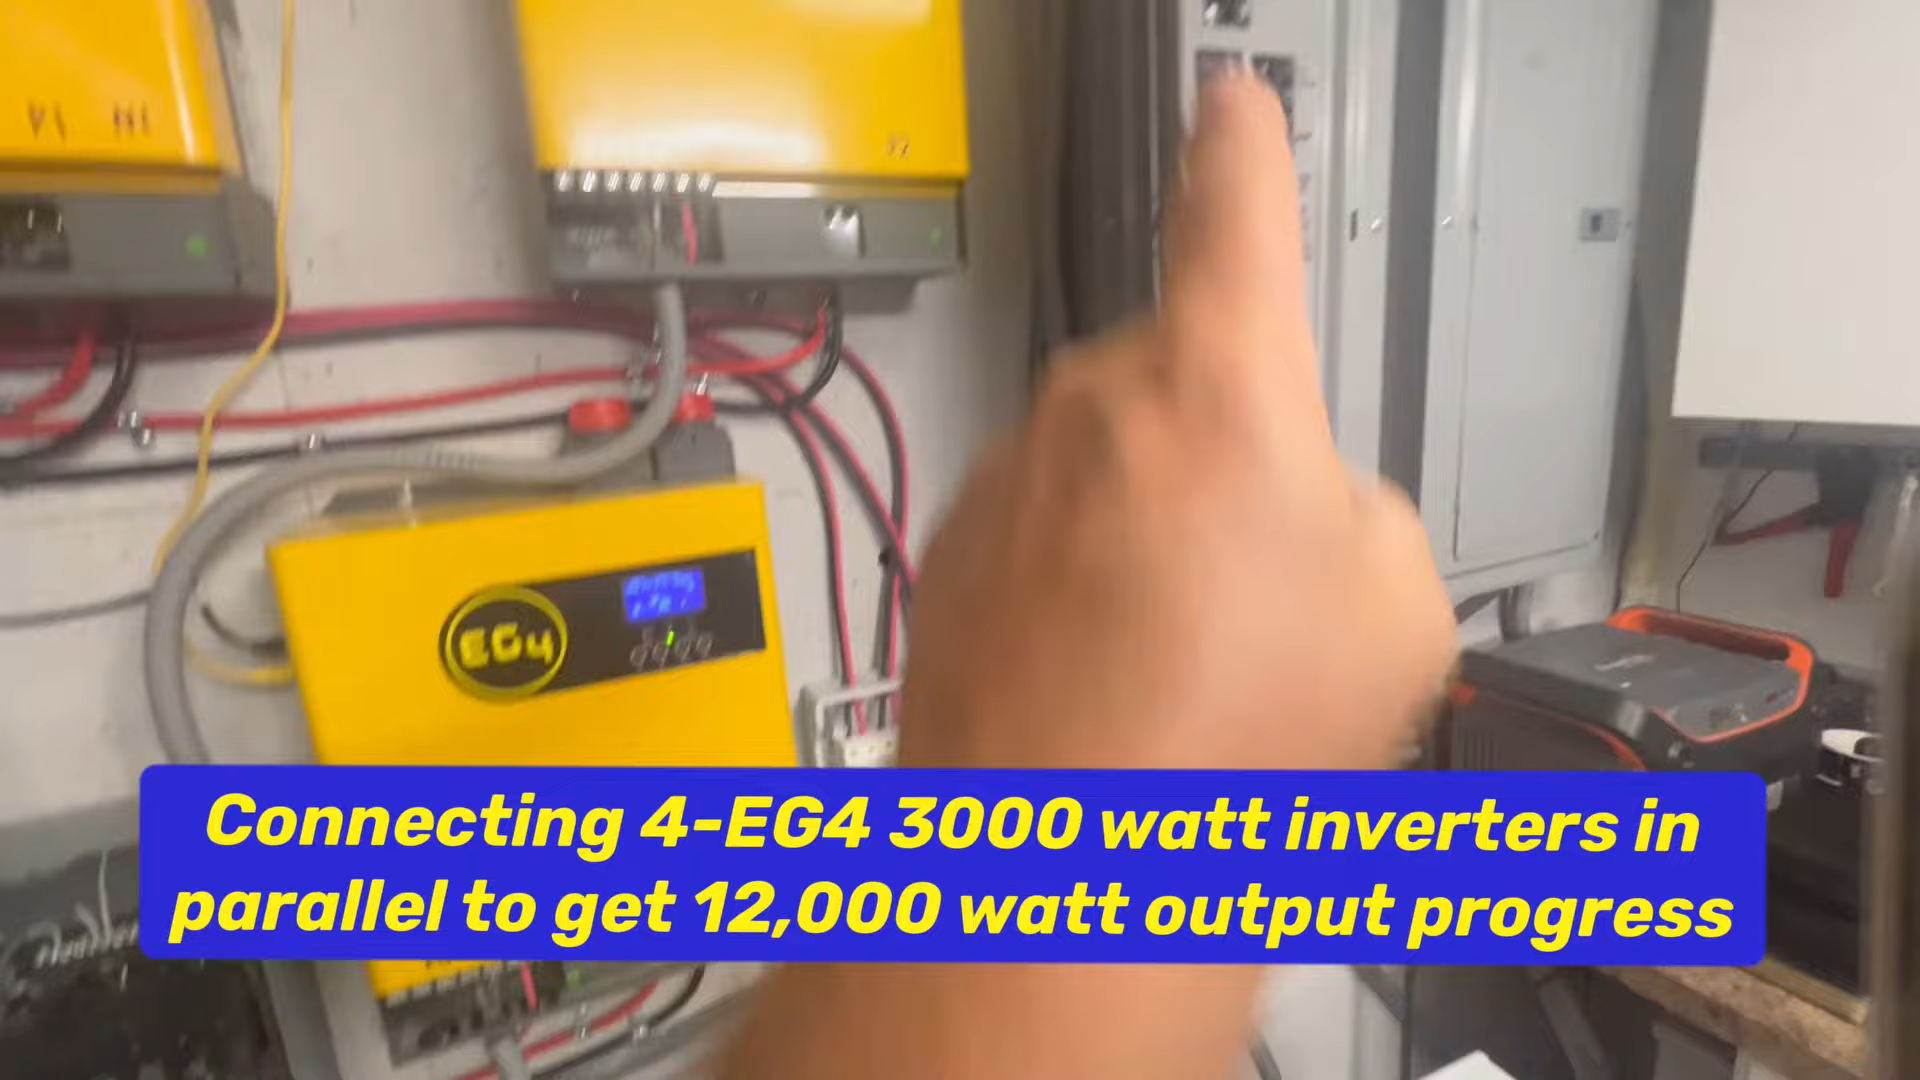 EG4
Connecting 4-EG4 3000 watt inverters in
parallel to get 12,000 watt output progress